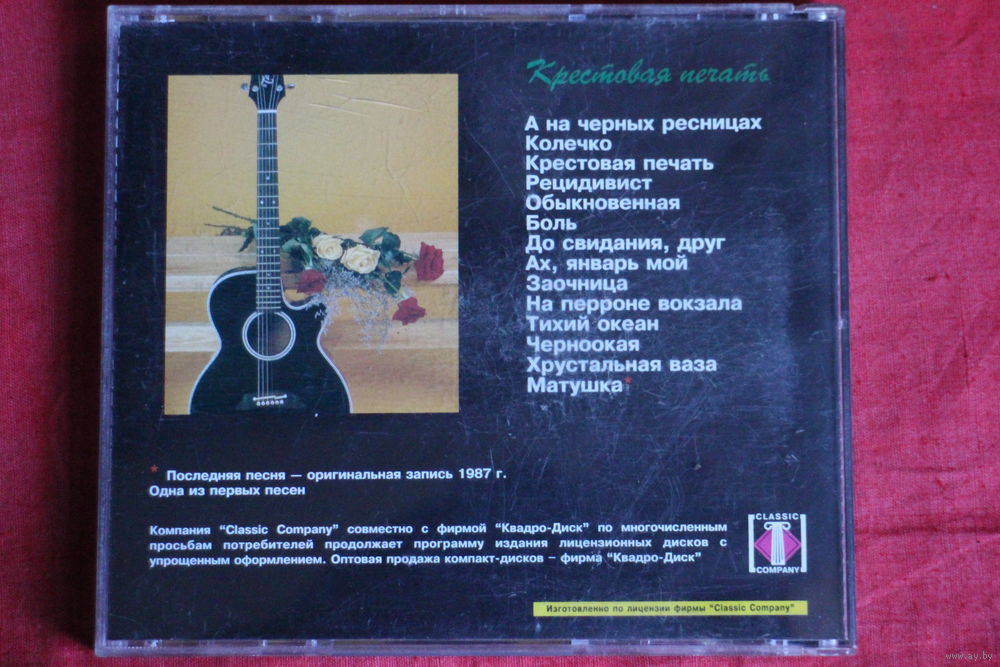 Крестовая печать
А на черных ресницах
Колечко
Крестовая печать
Рецидивист
Обыкновенная
Боль
До свидания, друг
Ах, январь мой
Заочница
На перроне вокзала
Тихий океан
Черноокая
Хрустальная ваза
Матушка*
* Последняя песня — оригинальная запись 1987 г.
Одна из первых песен
Компания “Classic Company” совместно с фирмой “Квадро-Диск” по многочисленным
просьбам потребителей продолжает программу издания лицензионных дисков с
упрощенным оформлением. Оптовая продажа компакт-дисков – фирма “Квадро-Диск”
CLASSIC
COMPANY
Изготовленно по лицензии фирмы “Classic Company”
www.ay.by